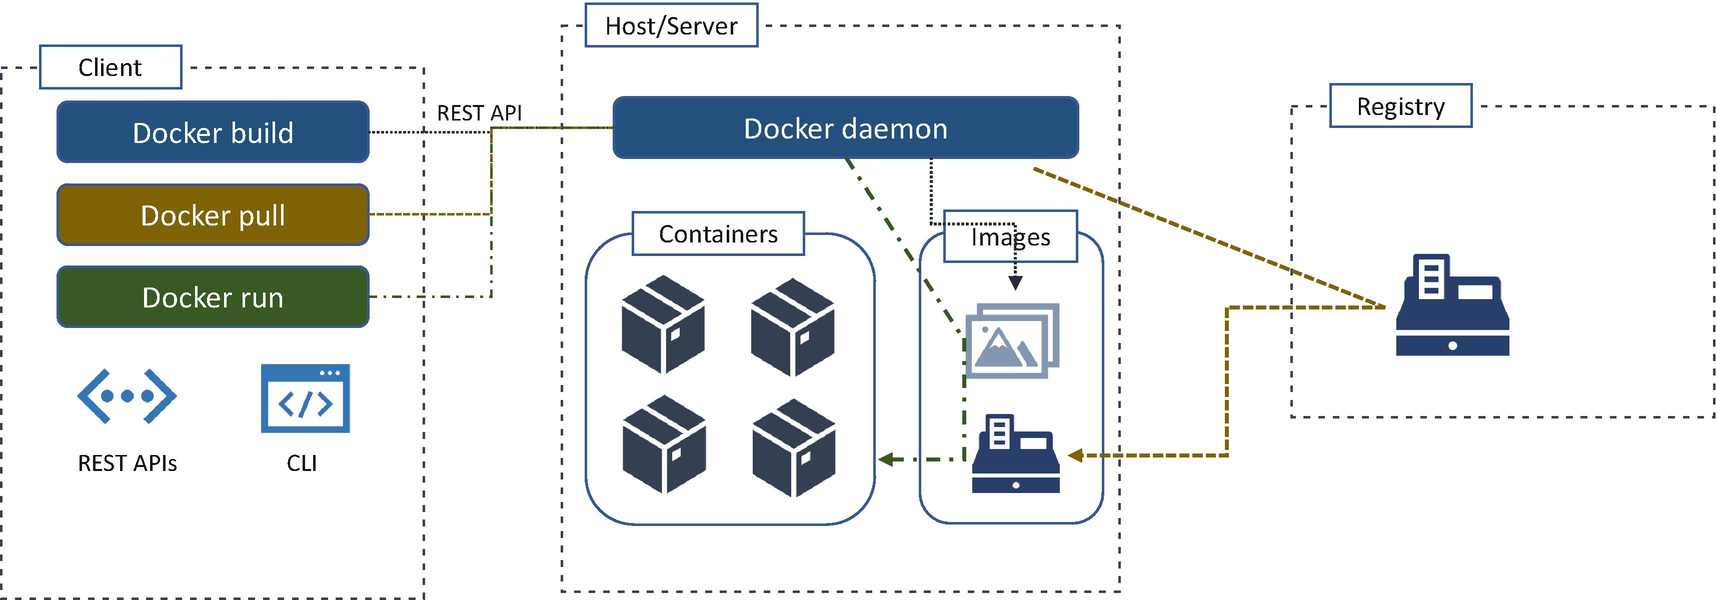 Client
Docker build
Docker pull
Docker run
REST APIs
CLI
REST API
Host/Server
Docker daemon
Containers
Images
Registry